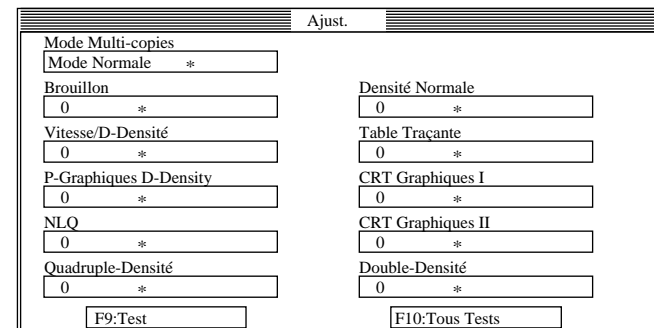 Ajust.
Mode Multi-copies
Mode Normale *
Brouillon Densité Normale
0 * 0 *
Vitesse/D-Densité Table Traçante
0 * 0 *
P-Graphiques D-Density CRT Graphiques I
0 * 0 *
NLQ CRT Graphiques II
0 * 0 *
Quadruple-Densité Double-Densité
0 * 0 *
F9:Test F10:Tous Tests